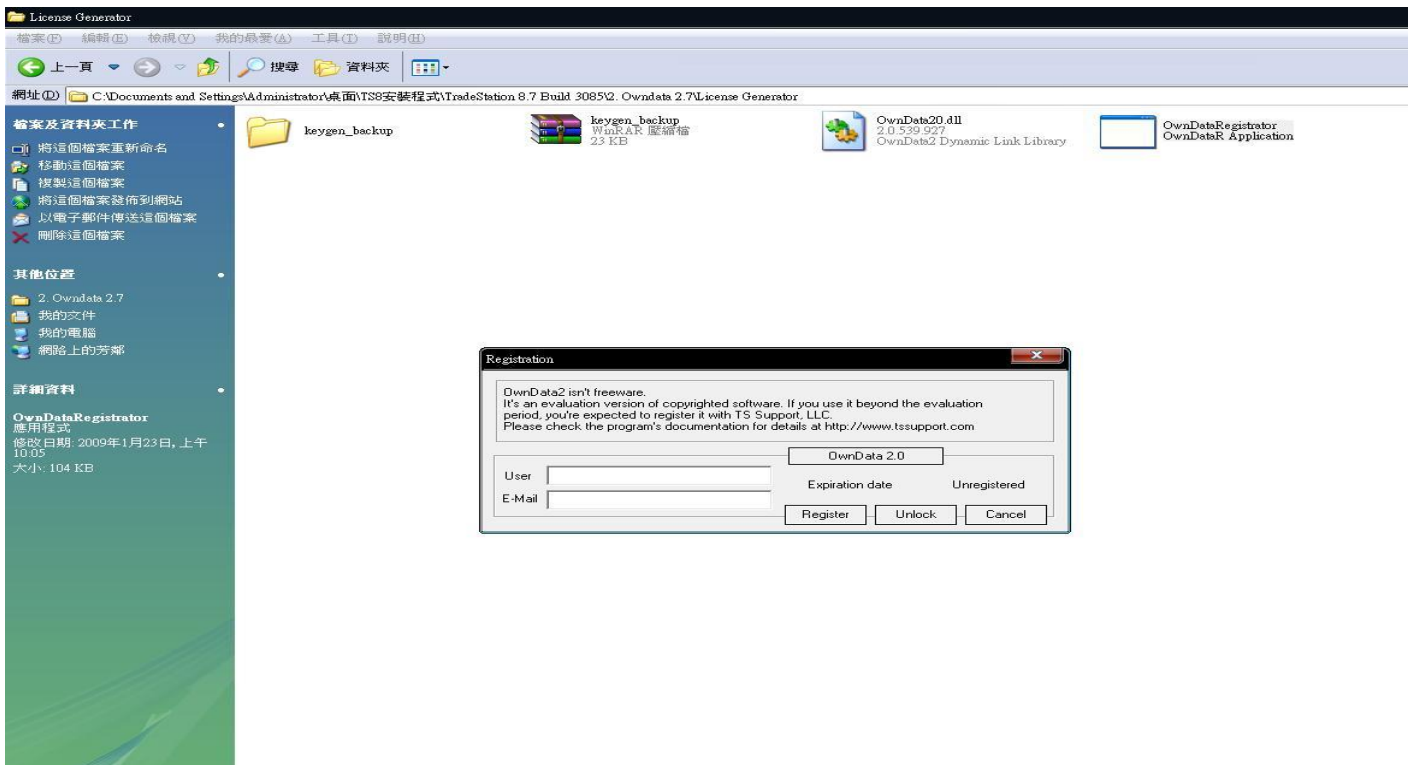 License Generator
檔案(F) 編輯(E) 檢視(V) 我的最愛(A) 工具(T) 說明(H)
上一頁 搜尋 資料夾
網址(D) C:\Documents and Settings\Administrator\桌面\TS8安裝程式\TradeStation 8.7 Build 3085\2. Owndata 2.7\License Generator
檔案及資料夾工作
將這個檔案重新命名
移動這個檔案
複製這個檔案
將這個檔案發佈到網站
以電子郵件傳送這個檔案
刪除這個檔案
其他位置
2. Owndata 2.7
我的文件
我的電腦
網路上的芳鄰
詳細資料
OwnDataRegistrator
應用程式
修改日期: 2009年1月23日, 上午
10:05
大小: 104 KB
keygen_backup
keygen_backup
WinRAR 壓縮檔
23 KB
OwnData20.dll
2.0.539.927
OwnData2 Dynamic Link Library
OwnDataRegistrator
OwnDataR Application
Registration
OwnData2 isn't freeware.
It's an evaluation version of copyrighted software. If you use it beyond the evaluation
period, you're expected to register it with TS Support, LLC.
Please check the program's documentation for details at http://www.tssupport.com
OwnData 2.0
User
Expiration date Unregistered
E-Mail
Register Unlock Cancel